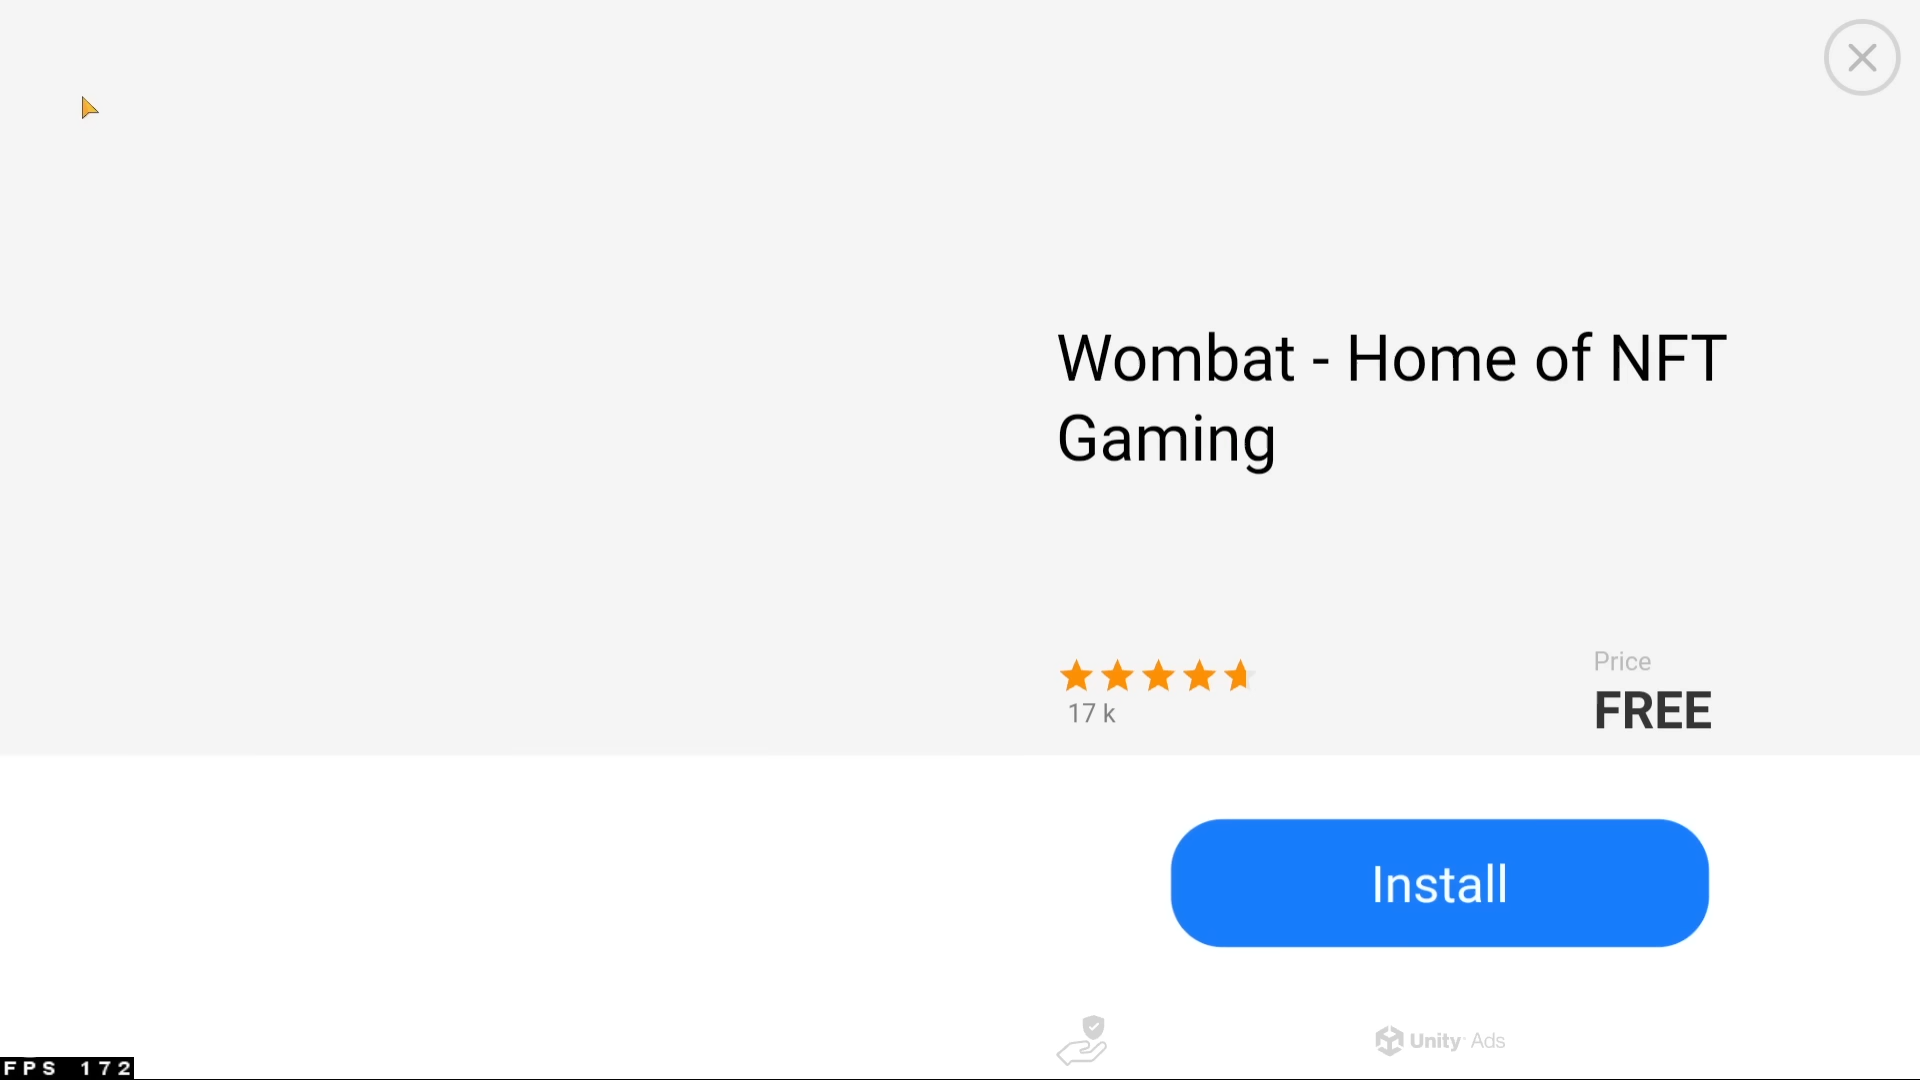 Wombat - Home of NFT
Gaming
17 k
Price
FREE
Install
Unity Ads
FPS 172